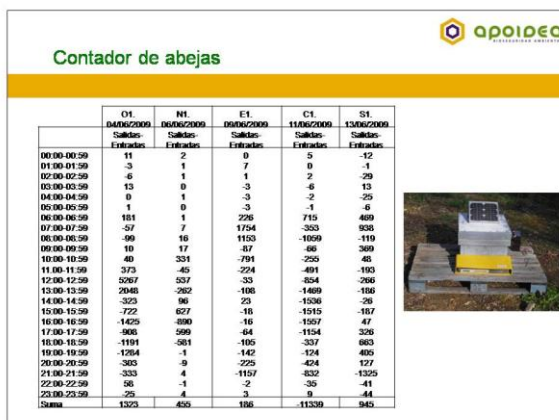 apoidea
BIOSEGURIDAD AMBIENTAL
Contador de abejas
O1. N1. E1. C1. S1.
04/06/2009 06/06/2009 09/06/2009 11/06/2009 13/06/2009
Salidas- Salidas- Salidas- Salidas- Salidas-
Entradas Entradas Entradas Entradas Entradas
00:00-00:59 11 2 0 5 -12
01:00-01:59 -3 1 7 0 -1
02:00-02:59 -6 1 1 2 -29
03:00-03:59 13 0 -3 -6 13
04:00-04:59 0 1 -3 -2 -25
05:00-05:59 1 0 -3 -1 -6
06:00-06:59 181 1 226 715 469
07:00-07:59 -57 7 1754 -353 938
08:00-08:59 -99 16 1153 -1059 -119
09:00-09:59 10 17 -87 -66 369
10:00-10:59 40 331 -791 -255 48
11.00-11:59 373 -45 -224 -491 -193
12:00-12:59 5267 537 -33 -854 -266
13:00-13:59 2048 -262 -108 -1469 -186
14:00-14:59 -323 96 23 -1536 -26
15:00-15:59 -722 627 -18 -1515 -187
16:00-16:59 -1425 -890 -16 -1557 47
17:00-17:59 -908 599 -64 -1154 326
18:00-18:59 -1191 -581 -105 -337 663
19:00-19:59 -1284 -1 -142 -124 405
20:00-20:59 -303 -9 -225 -424 127
21:00-21:59 -333 4 -1157 -832 -1325
22:00-22:59 58 -1 -2 -35 -41
23:00-23:59 -25 4 3 9 -44
Suma 1323 455 186 -11339 945